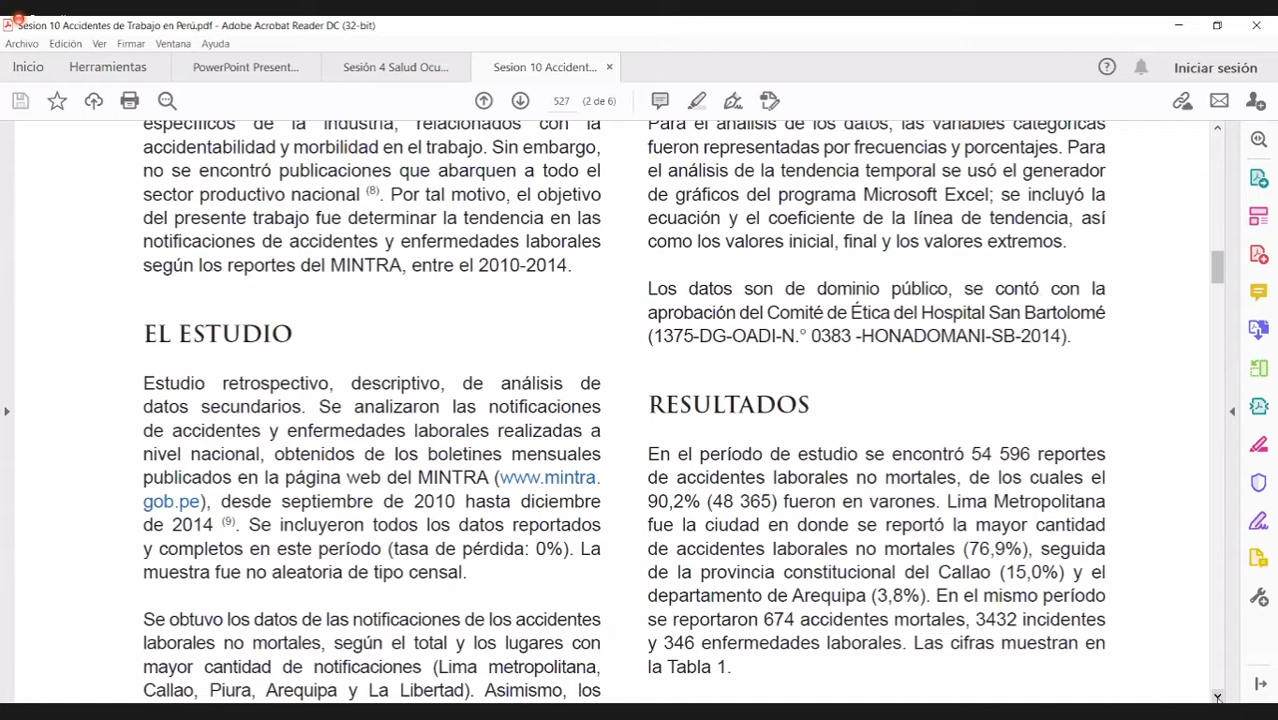 Sesion 10 Accidentes de Trabajo en Perú.pdf - Adobe Acrobat Reader DC (32-bit)
Archivo Edición Ver Firmar Ventana Ayuda
Inicio Herramientas PowerPoint Present... Sesión 4 Salud Ocu... Sesion 10 Accident... Iniciar sesión
527 (2 de 6)
específicos de la industria, relacionados con la
accidentabilidad y morbilidad en el trabajo. Sin embargo,
no se encontró publicaciones que abarquen a todo el
sector productivo nacional (8). Por tal motivo, el objetivo
del presente trabajo fue determinar la tendencia en las
notificaciones de accidentes y enfermedades laborales
según los reportes del MINTRA, entre el 2010-2014.
EL ESTUDIO
Estudio retrospectivo, descriptivo, de análisis de
datos secundarios. Se analizaron las notificaciones
de accidentes y enfermedades laborales realizadas a
nivel nacional, obtenidos de los boletines mensuales
publicados en la página web del MINTRA (www.mintra.
gob.pe), desde septiembre de 2010 hasta diciembre
de 2014 (9). Se incluyeron todos los datos reportados
y completos en este período (tasa de pérdida: 0%). La
muestra fue no aleatoria de tipo censal.
Se obtuvo los datos de las notificaciones de los accidentes
laborales no mortales, según el total y los lugares con
mayor cantidad de notificaciones (Lima metropolitana,
Callao, Piura, Arequipa y La Libertad). Asimismo, los
Para el análisis de los datos, las variables categóricas
fueron representadas por frecuencias y porcentajes. Para
el análisis de la tendencia temporal se usó el generador
de gráficos del programa Microsoft Excel; se incluyó la
ecuación y el coeficiente de la línea de tendencia, así
como los valores inicial, final y los valores extremos.
Los datos son de dominio público, se contó con la
aprobación del Comité de Ética del Hospital San Bartolomé
(1375-DG-OADI-N.° 0383 -HONADOMANI-SB-2014).
RESULTADOS
En el período de estudio se encontró 54 596 reportes
de accidentes laborales no mortales, de los cuales el
90,2% (48 365) fueron en varones. Lima Metropolitana
fue la ciudad en donde se reportó la mayor cantidad
de accidentes laborales no mortales (76,9%), seguida
de la provincia constitucional del Callao (15,0%) y el
departamento de Arequipa (3,8%). En el mismo período
se reportaron 674 accidentes mortales, 3432 incidentes
y 346 enfermedades laborales. Las cifras muestran en
la Tabla 1.